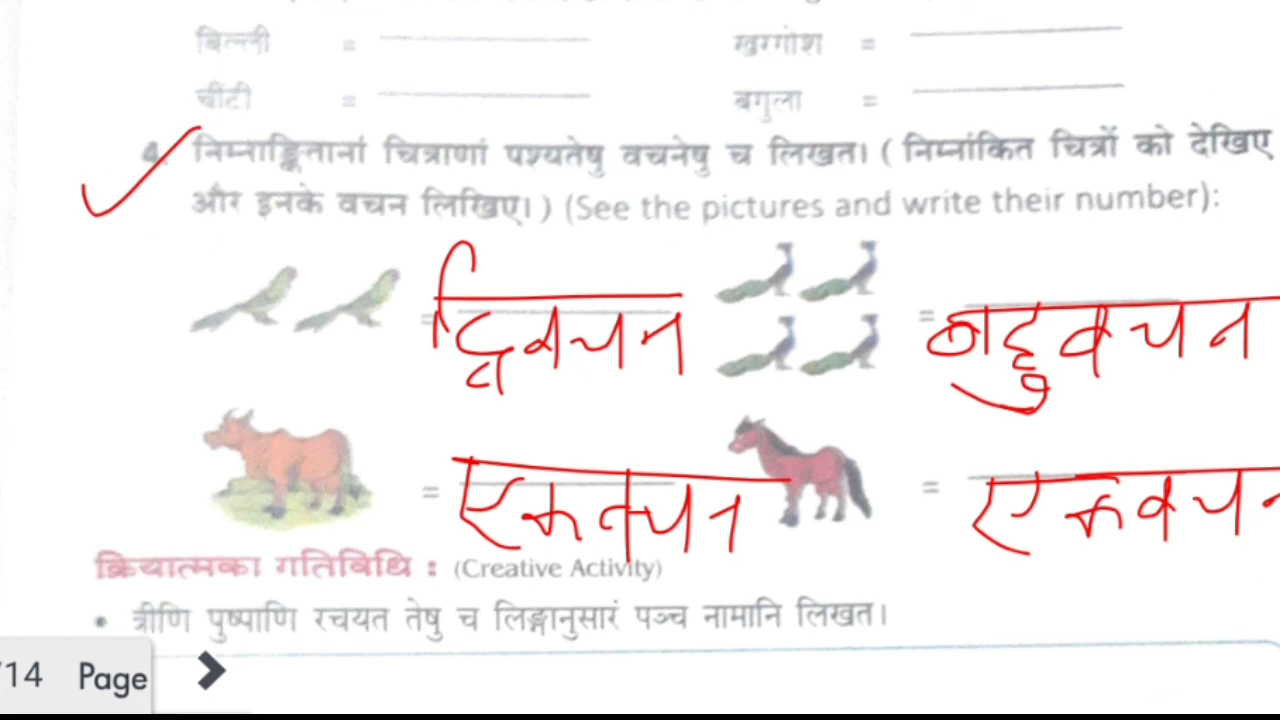 बिल्ली = खरगोश =
चींटी = बगुला =
4. निम्नाङ्कितानां चित्राणां पश्यतेषु वचनेषु च लिखत। ( निम्नांकित चित्रों को देखिए
और इनके वचन लिखिए। ) (See the pictures and write their number):
= द्विवचन = बहुवचन
= एकवचन = एकवचन
क्रियात्मका गतिविधि : (Creative Activity)
• त्रीणि पुष्पाणि रचयत तेषु च लिङ्गानुसारं पञ्च नामानि लिखत।
/14 Page